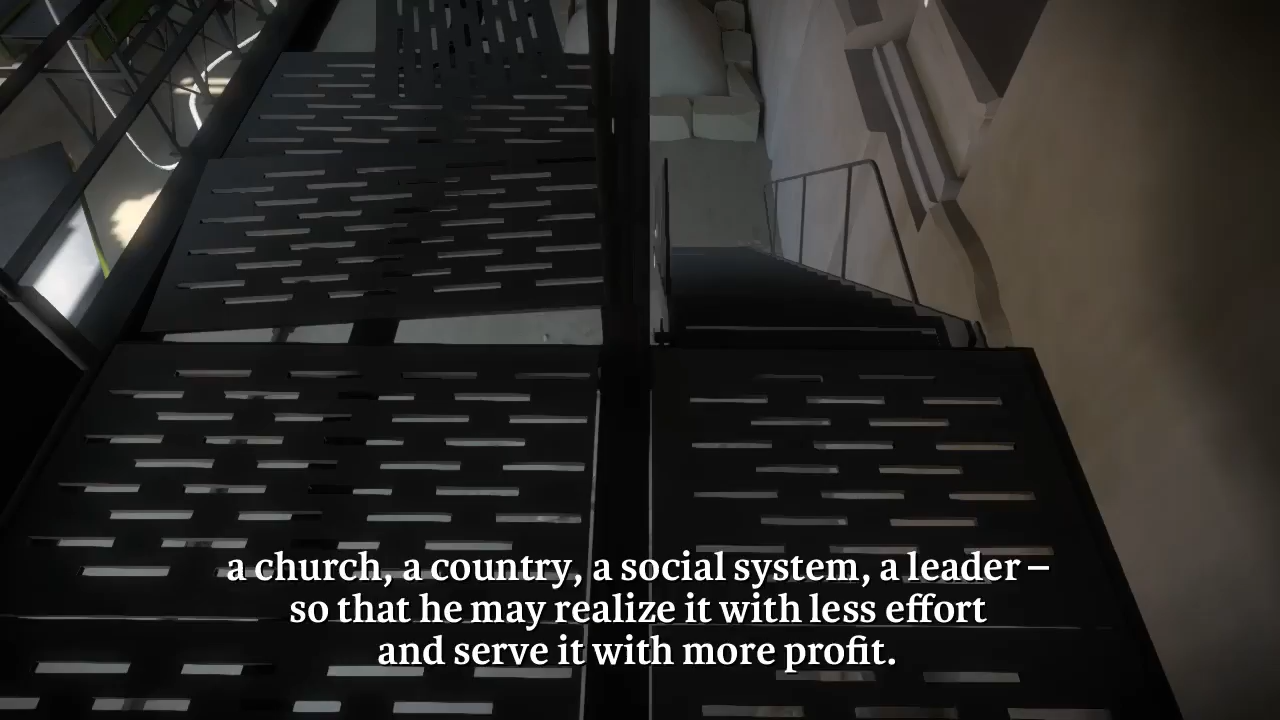 a church, a country, a social system, a leader –
so that he may realize it with less effort
and serve it with more profit.